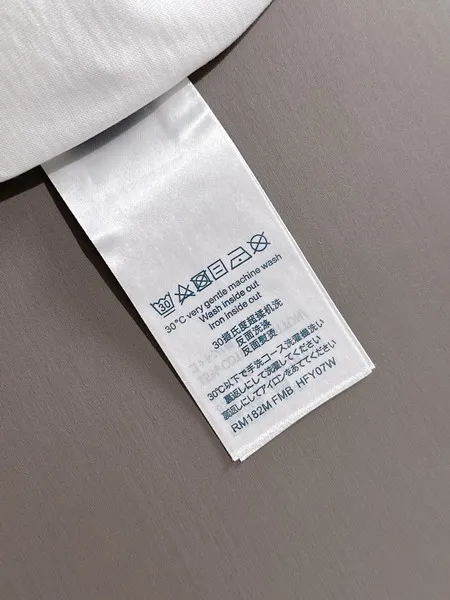 30
30°C very gentle machine wash
Wash inside out
Iron inside out
30摄氏度超柔机洗
反面洗涤
反面熨烫
30℃以下で手洗コース洗濯機洗い
裏返しにして洗濯してください
裏返しにしてアイロンをあててください
RM182M FMB HFY07W